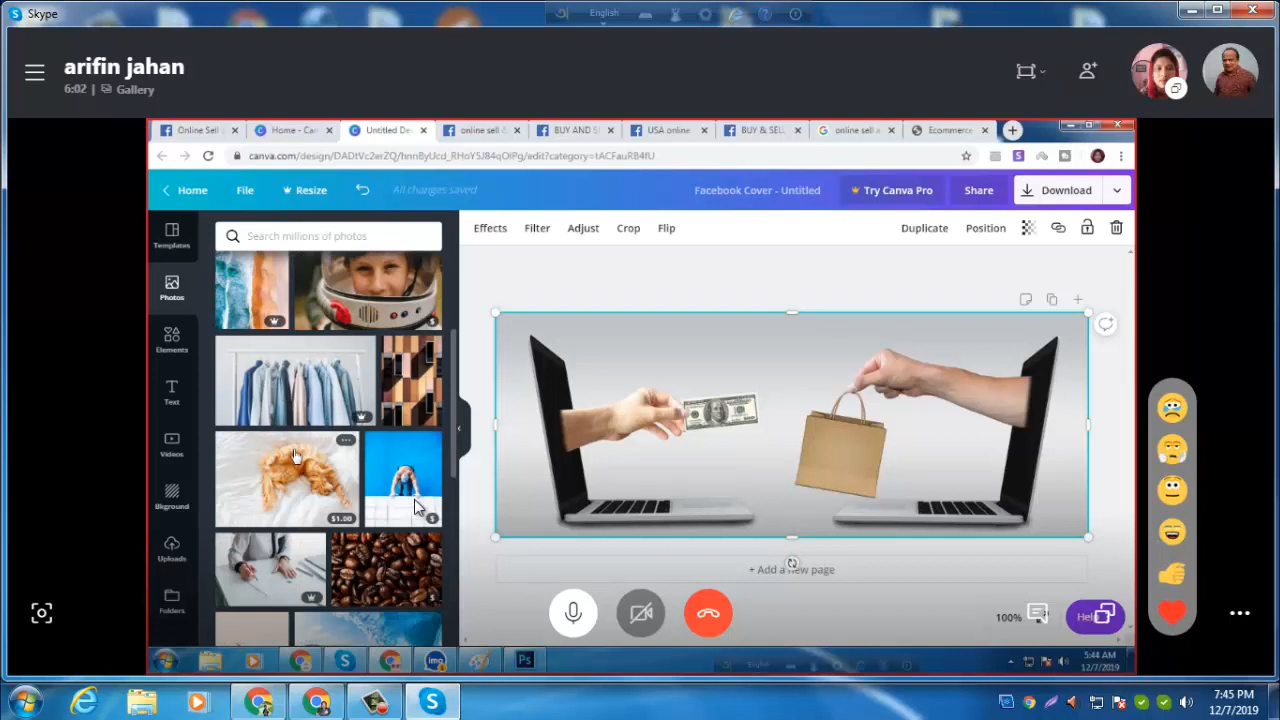 Skype
English
arifin jahan
6:02 | Gallery
Online Sell
Home - Can
Untitled De
online sell &
BUY AND S
USA online
BUY & SELL
online sell a
Ecommerce
canva.com/design/DADtVc2wrZQ/hnnByUcd_RHoYSJ84qOIPg/edit?category=tACFauRB4fU
Home
File
Resize
All changes saved
Facebook Cover - Untitled
Try Canva Pro
Share
Download
Templates
Search millions of photos
Effects
Filter
Adjust
Crop
Flip
Duplicate
Position
Photos
Elements
Text
Videos
Bkground
$1.00
Uploads
Folders
+ Add a new page
100%
Help
Ps
5:44 AM
12/7/2019
7:45 PM
12/7/2019